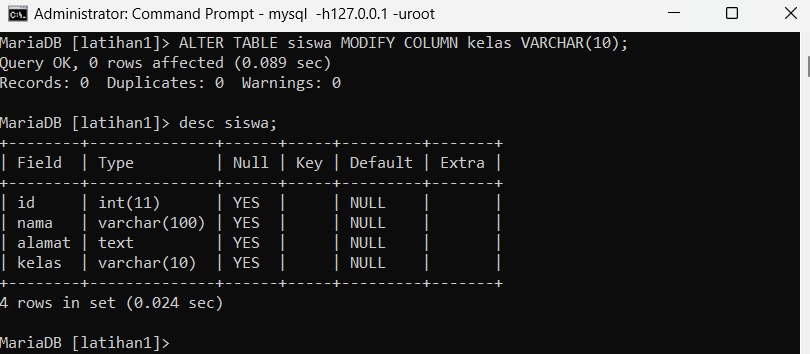 Administrator: Command Prompt - mysql  -h127.0.0.1 -uroot
MariaDB [latihan1]> ALTER TABLE siswa MODIFY COLUMN kelas VARCHAR(10);
Query OK, 0 rows affected (0.089 sec)
Records: 0  Duplicates: 0  Warnings: 0
MariaDB [latihan1]> desc siswa;
+--------+--------------+------+-----+---------+-------+
| Field  | Type         | Null | Key | Default | Extra |
+--------+--------------+------+-----+---------+-------+
| id     | int(11)      | YES  |     | NULL    |       |
| nama   | varchar(100) | YES  |     | NULL    |       |
| alamat | text         | YES  |     | NULL    |       |
| kelas  | varchar(10)  | YES  |     | NULL    |       |
+--------+--------------+------+-----+---------+-------+
4 rows in set (0.024 sec)
MariaDB [latihan1]>